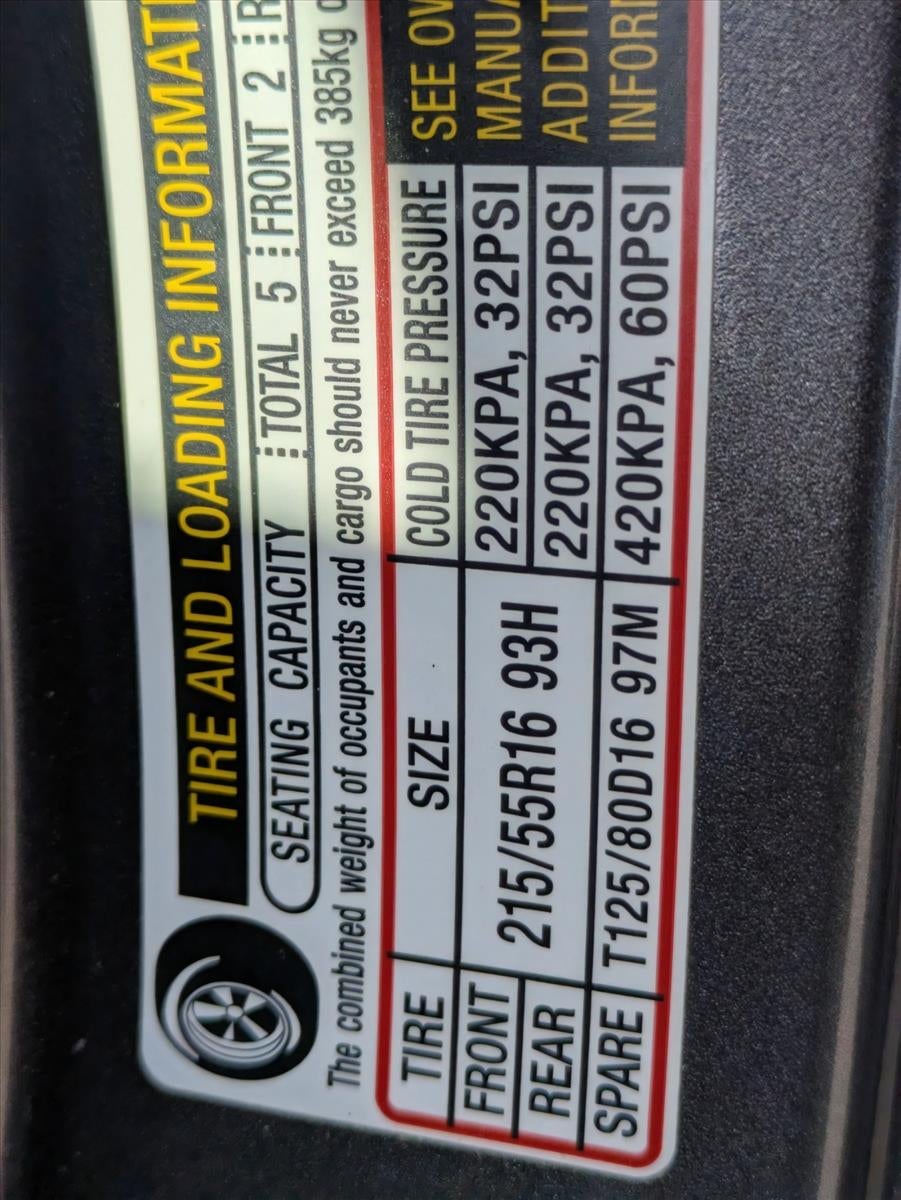 TIRE AND LOADING INFORMATI
SEATING CAPACITY TOTAL 5 FRONT 2 R
The combined weight of occupants and cargo should never exceed 385kg
TIRE SIZE COLD TIRE PRESSURE SEE OW
FRONT 215/55R16 93H 220KPA, 32PSI MANUA
REAR 220KPA, 32PSI ADDIT
SPARE T125/80D16 97M 420KPA, 60PSI INFORM